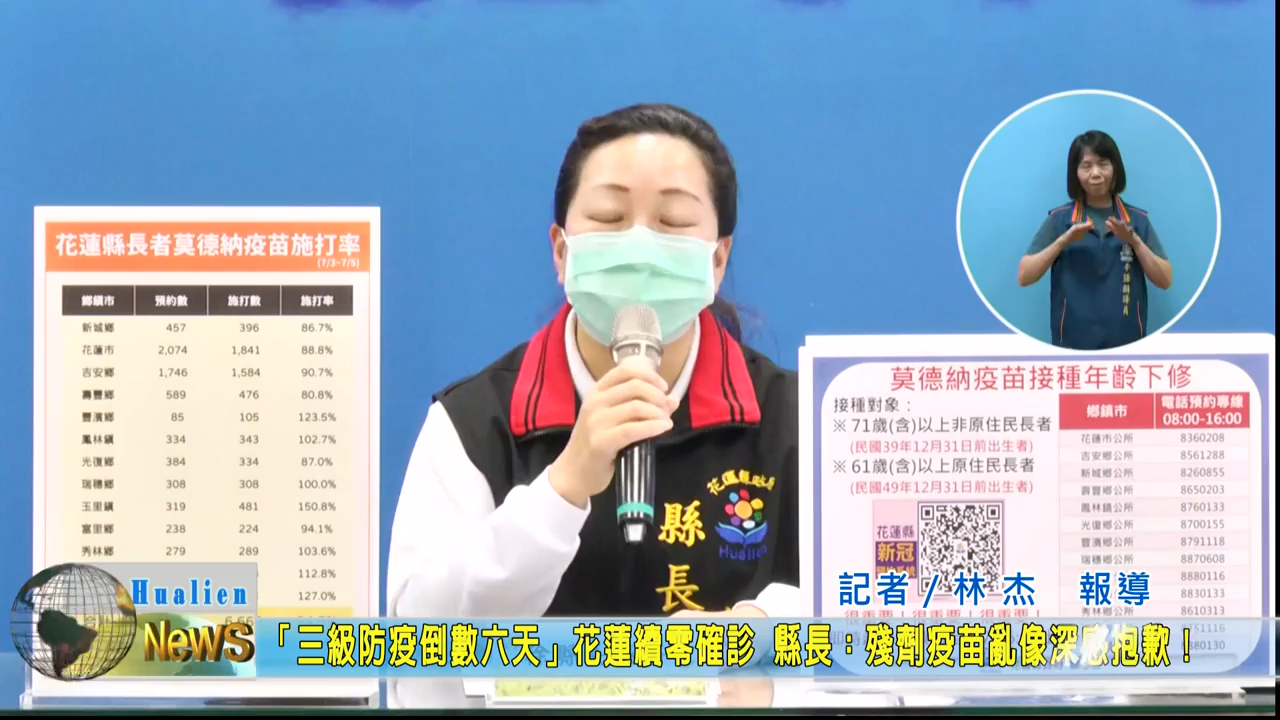 花蓮縣長者莫德納疫苗施打率
(7/3~7/5)
鄉鎮市 預約數 施打數 施打率
新城鄉 457 396 86.7%
花蓮市 2,074 1,841 88.8%
吉安鄉 1,746 1,584 90.7%
壽豐鄉 589 476 80.8%
豐濱鄉 85 105 123.5%
鳳林鎮 334 343 102.7%
光復鄉 384 334 87.0%
瑞穗鄉 308 308 100.0%
玉里鎮 319 481 150.8%
富里鄉 238 224 94.1%
秀林鄉 279 289 103.6%
112.8%
127.0%
花蓮縣政府
Hualien
縣長
莫德納疫苗接種年齡下修
接種對象：
※ 71歲(含)以上非原住民長者
(民國39年12月31日前出生者)
※ 61歲(含)以上原住民長者
(民國49年12月31日前出生者)
花蓮縣
新冠
鄉鎮市 電話預約專線
08:00-16:00
花蓮市公所 8360208
吉安鄉公所 8561288
新城鄉公所 8260855
壽豐鄉公所 8650203
鳳林鎮公所 8760133
光復鄉公所 8700155
豐濱鄉公所 8791118
瑞穗鄉公所 8870608
8880116
8830133
秀林鄉公所 8610313
很重要！很重要！很重要！
記者/林杰 報導
Hualien
NewS
「三級防疫倒數六天」花蓮續零確診 縣長：殘劑疫苗亂像深感抱歉！